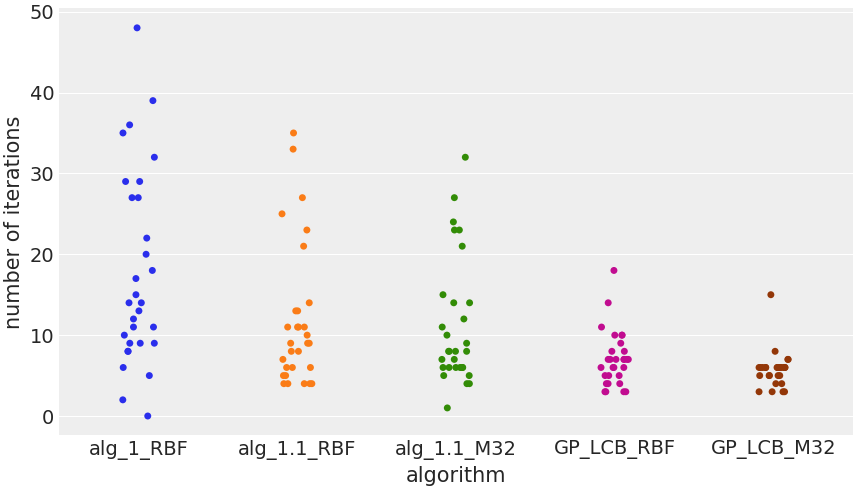 50
40
30
20
10
0
number of iterations
alg_1_RBF
alg_1.1_RBF
alg_1.1_M32
GP_LCB_RBF
GP_LCB_M32
algorithm